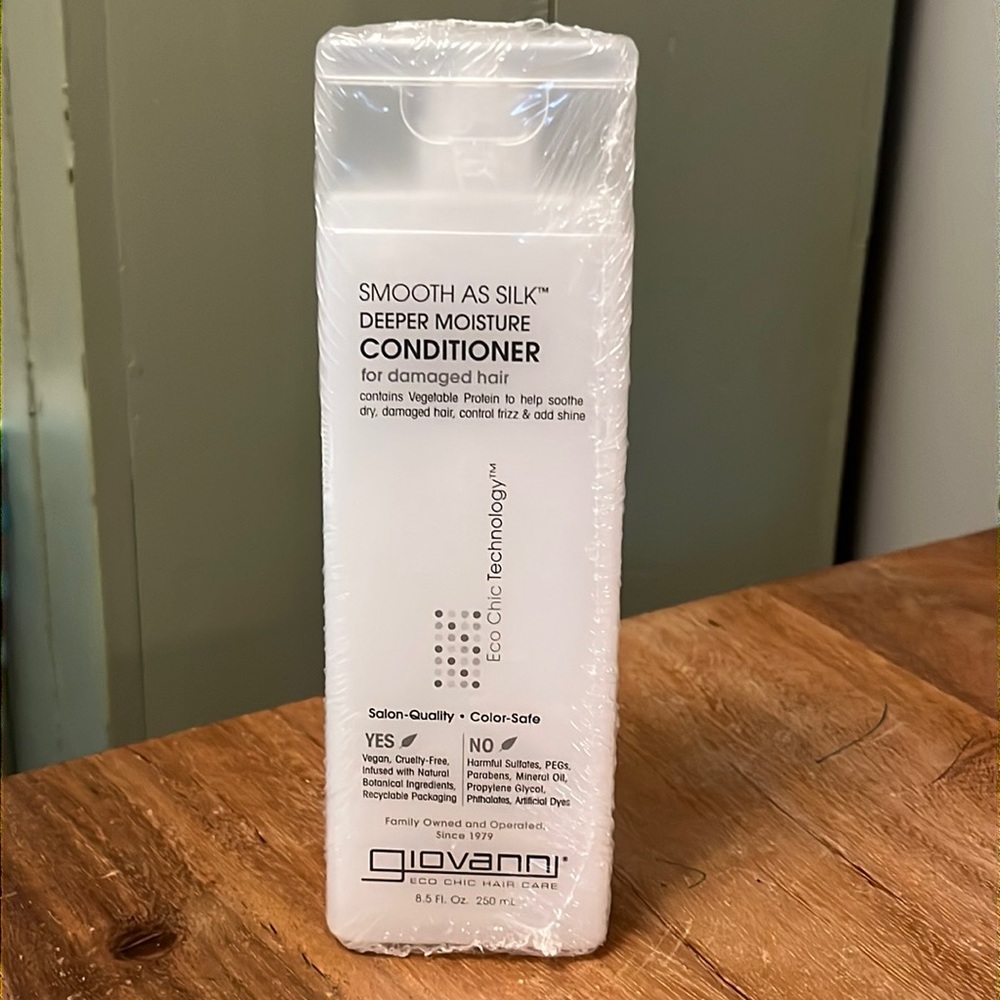 SMOOTH AS SILK™
DEEPER MOISTURE
CONDITIONER
for damaged hair
contains Vegetable Protein to help soothe
dry, damaged hair, control frizz & add shine
Eco Chic Technology™
Salon-Quality • Color-Safe
YES
Vegan, Cruelty-Free,
Infused with Natural
Botanical Ingredients,
Recyclable Packaging
NO
Harmful Sulfates, PEGs,
Parabens, Mineral Oil,
Propylene Glycol,
Phthalates, Artificial Dyes
Family Owned and Operated,
Since 1979
giovanni®
ECO CHIC HAIR CARE
8.5 Fl. Oz. 250 mL